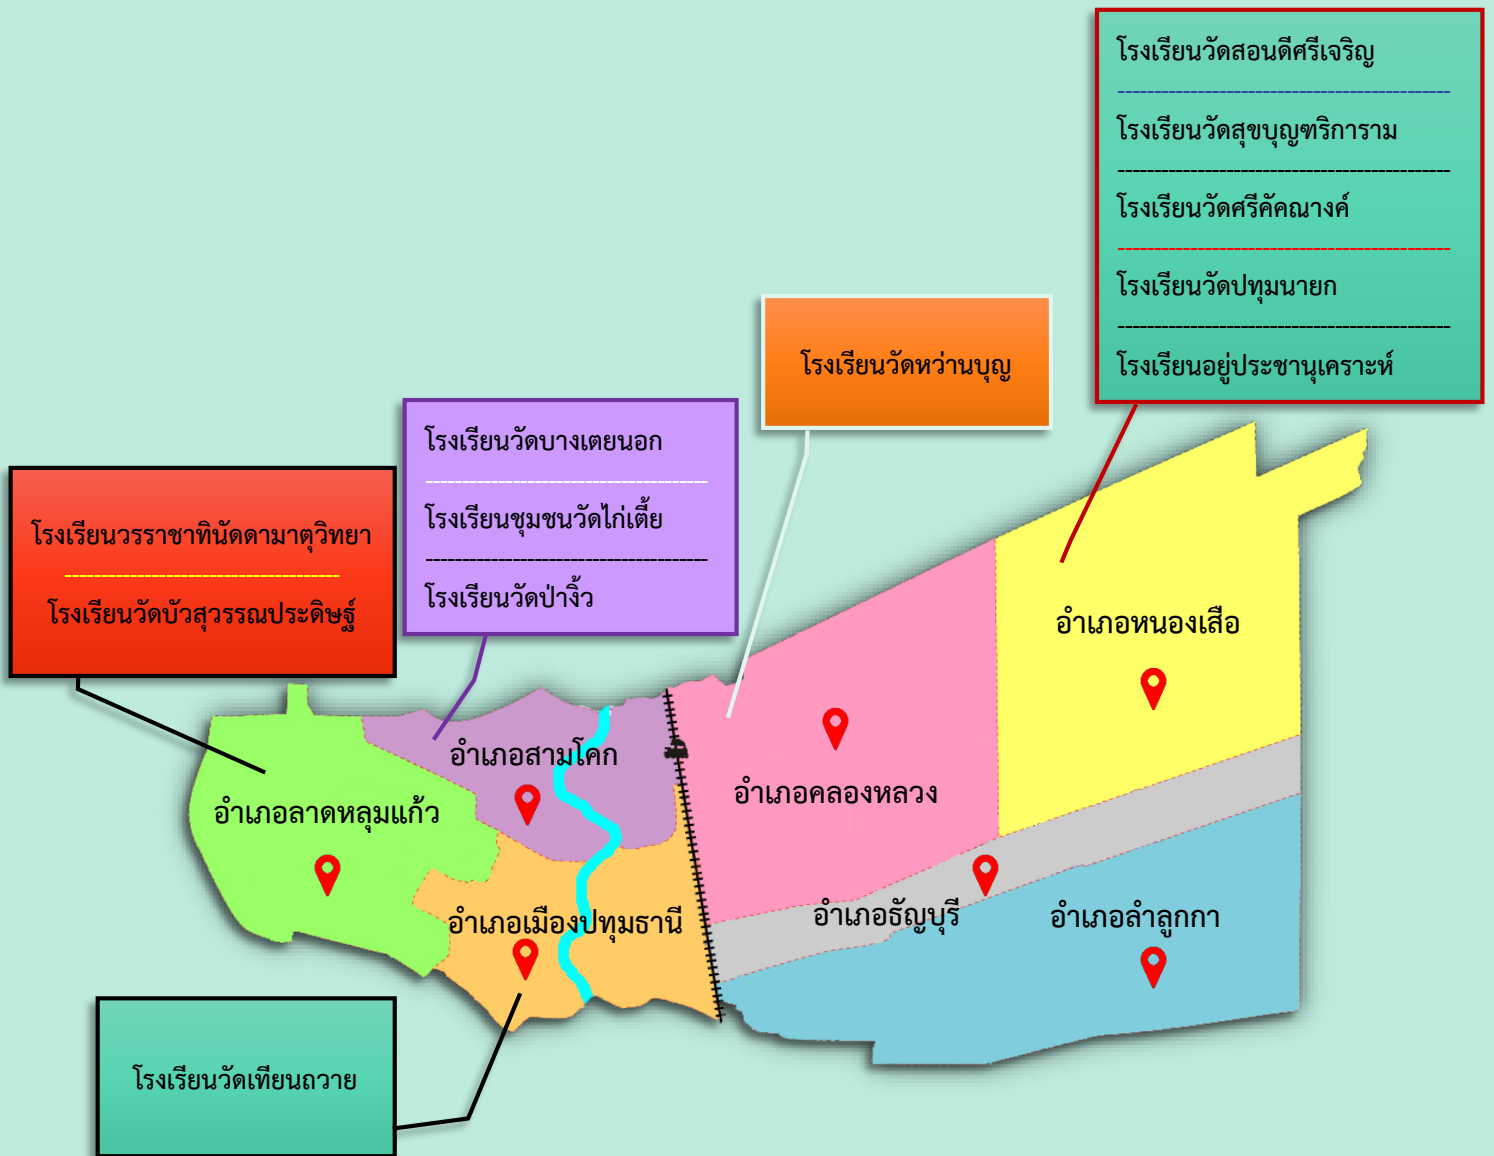 โรงเรียนวัดสอนดีศรีเจริญ
โรงเรียนวัดสุขบุญฑริการาม
โรงเรียนวัดศรีคัคณางค์
โรงเรียนวัดปทุมนายก
โรงเรียนอยู่ประชานุเคราะห์
โรงเรียนวัดหว่านบุญ
โรงเรียนวัดบางเตยนอก
โรงเรียนชุมชนวัดไก่เตี้ย
โรงเรียนวัดป่างิ้ว
โรงเรียนวรราชาทินัดดามาตุวิทยา
โรงเรียนวัดบัวสุวรรณประดิษฐ์
อำเภอหนองเสือ
อำเภอสามโคก
อำเภอคลองหลวง
อำเภอลาดหลุมแก้ว
อำเภอธัญบุรี
อำเภอลำลูกกา
อำเภอเมืองปทุมธานี
โรงเรียนวัดเทียนถวาย